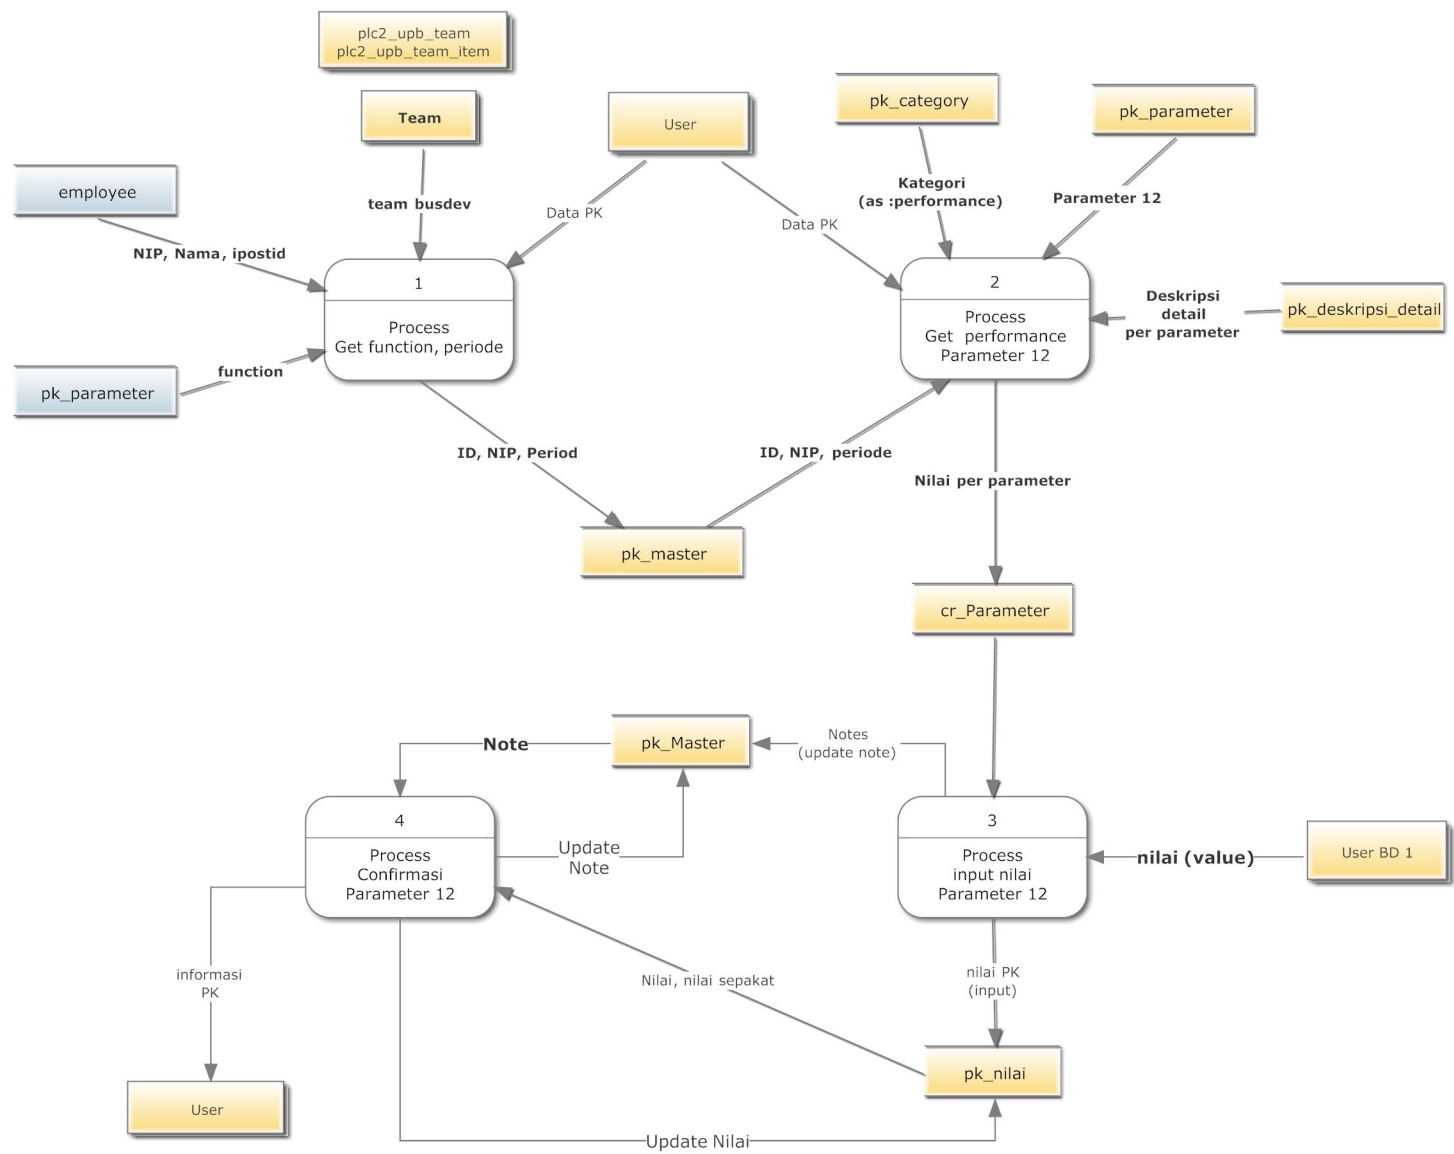 plc2_upb_team
plc2_upb_team_item
Team
User
pk_category
pk_parameter
employee
team busdev
Data PK
Data PK
Kategori
(as :performance)
Parameter 12
NIP, Nama, ipostid
1
Process
Get function, periode
2
Process
Get  performance
Parameter 12
Deskripsi
detail
per parameter
pk_deskripsi_detail
function
pk_parameter
ID, NIP, Period
ID, NIP, periode
Nilai per parameter
pk_master
cr_Parameter
Note
pk_Master
Notes
(update note)
4
Process
Confirmasi
Parameter 12
Update
Note
3
Process
input nilai
Parameter 12
nilai (value)
User BD 1
informasi
PK
Nilai, nilai sepakat
nilai PK
(input)
pk_nilai
User
Update Nilai